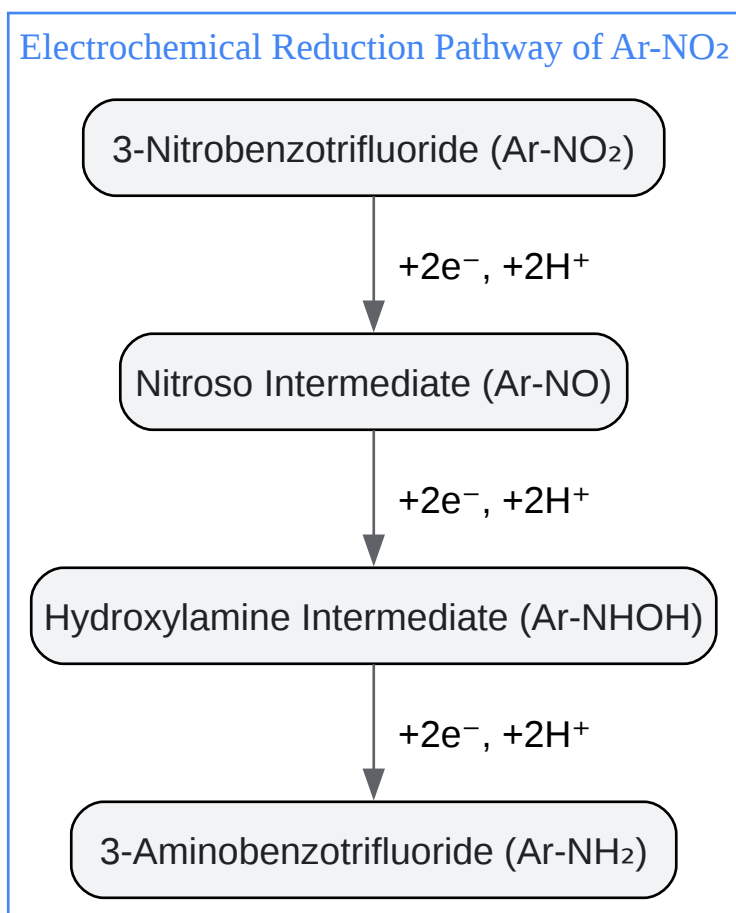 Electrochemical Reduction Pathway of Ar-NO₂
3-Nitrobenzotrifluoride (Ar-NO₂)
+2e⁻, +2H⁺
Nitroso Intermediate (Ar-NO)
+2e⁻, +2H⁺
Hydroxylamine Intermediate (Ar-NHOH)
+2e⁻, +2H⁺
3-Aminobenzotrifluoride (Ar-NH₂)